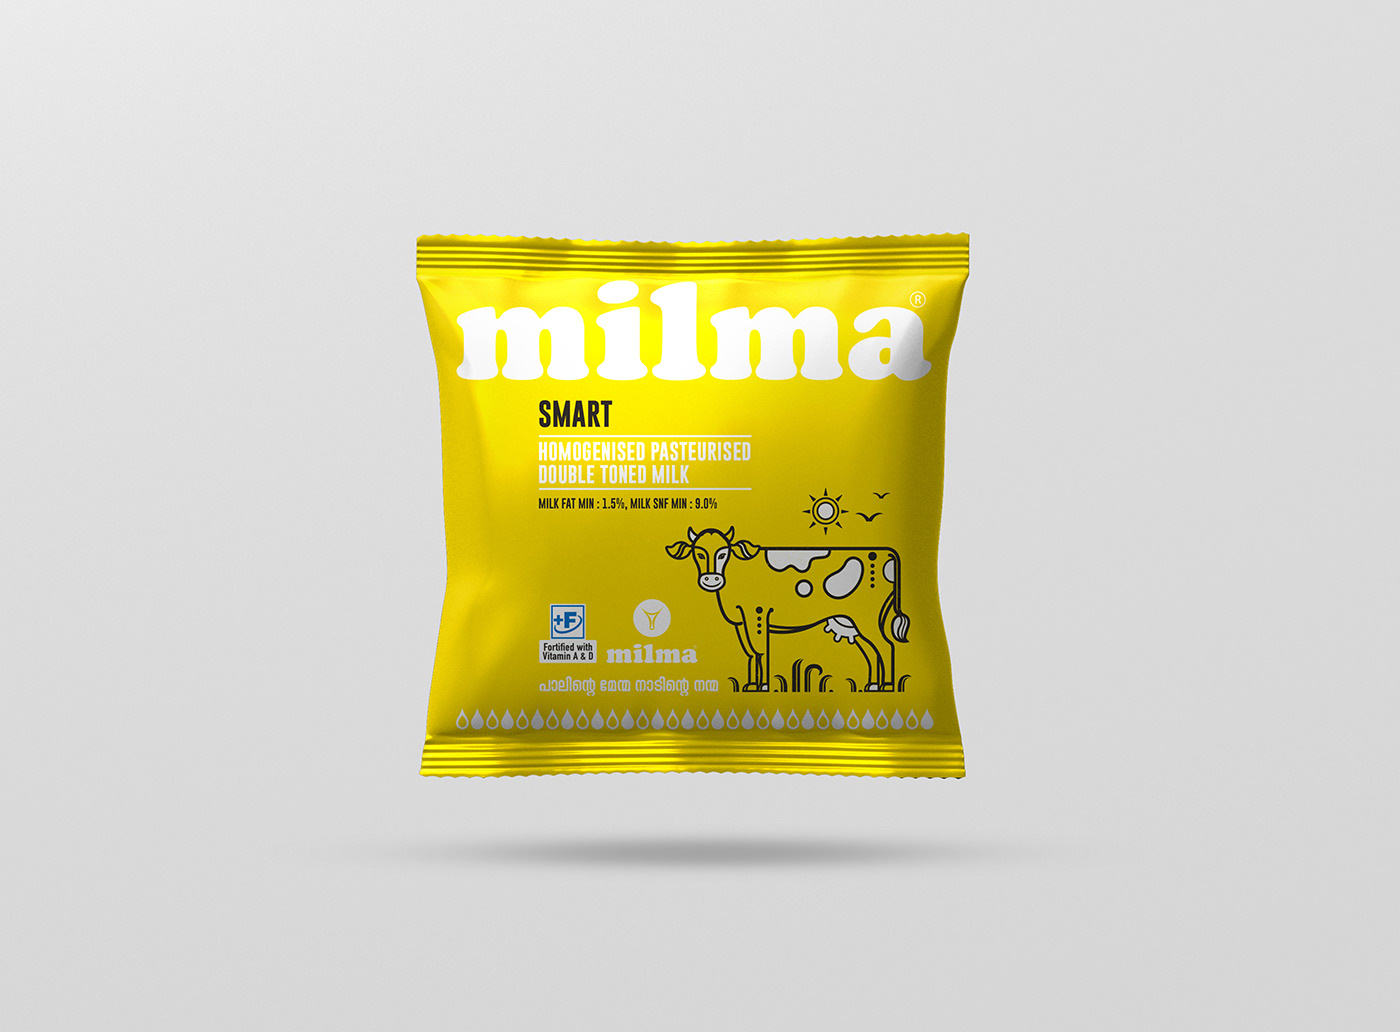 milma®
SMART
HOMOGENISED PASTEURISED
DOUBLE TONED MILK
MILK FAT MIN : 1.5%, MILK SNF MIN : 9.0%
+F
Fortified with
Vitamin A & D
milma
പാലിന്റെ മേന്മ നാടിന്റെ നന്മ